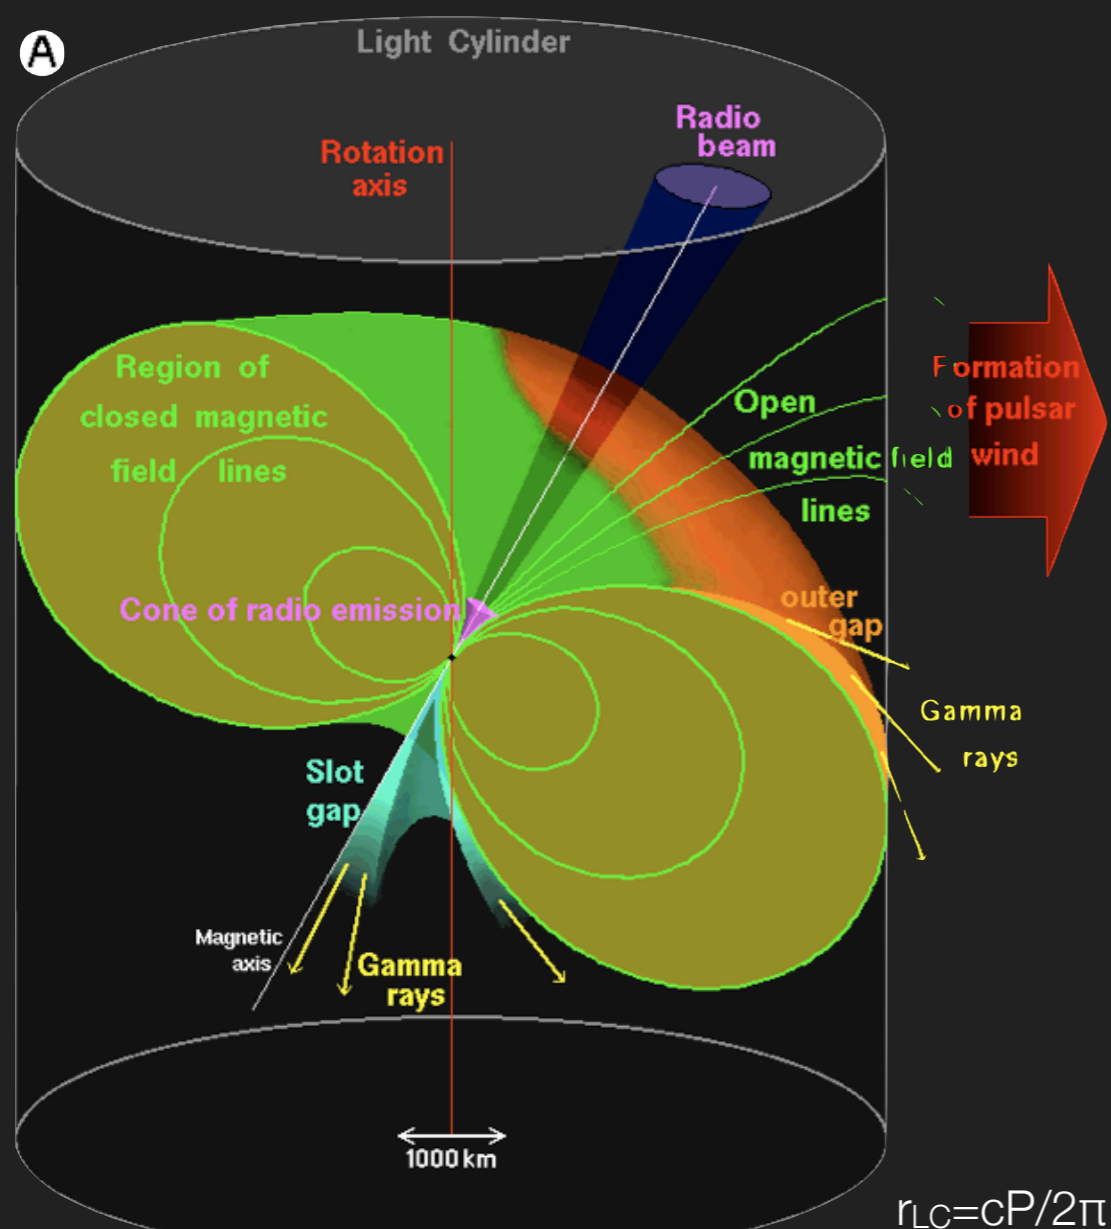 A
Light Cylinder
Radio
beam
Rotation
axis
Region of
closed magnetic
field lines
Open
magnetic field
lines
Formation
of pulsar
wind
Cone of radio emission
outer
gap
Gamma
rays
Slot
gap
Magnetic
axis
Gamma
rays
1000 km
rLC=cP/2π